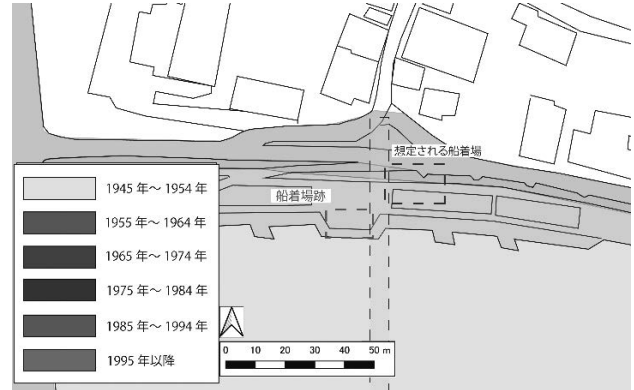 想定される船着場
船着場跡
1945 年〜 1954 年
1955 年〜 1964 年
1965 年〜 1974 年
1975 年〜 1984 年
1985 年〜 1994 年
1995 年以降
0 10 20 30 40 50 m